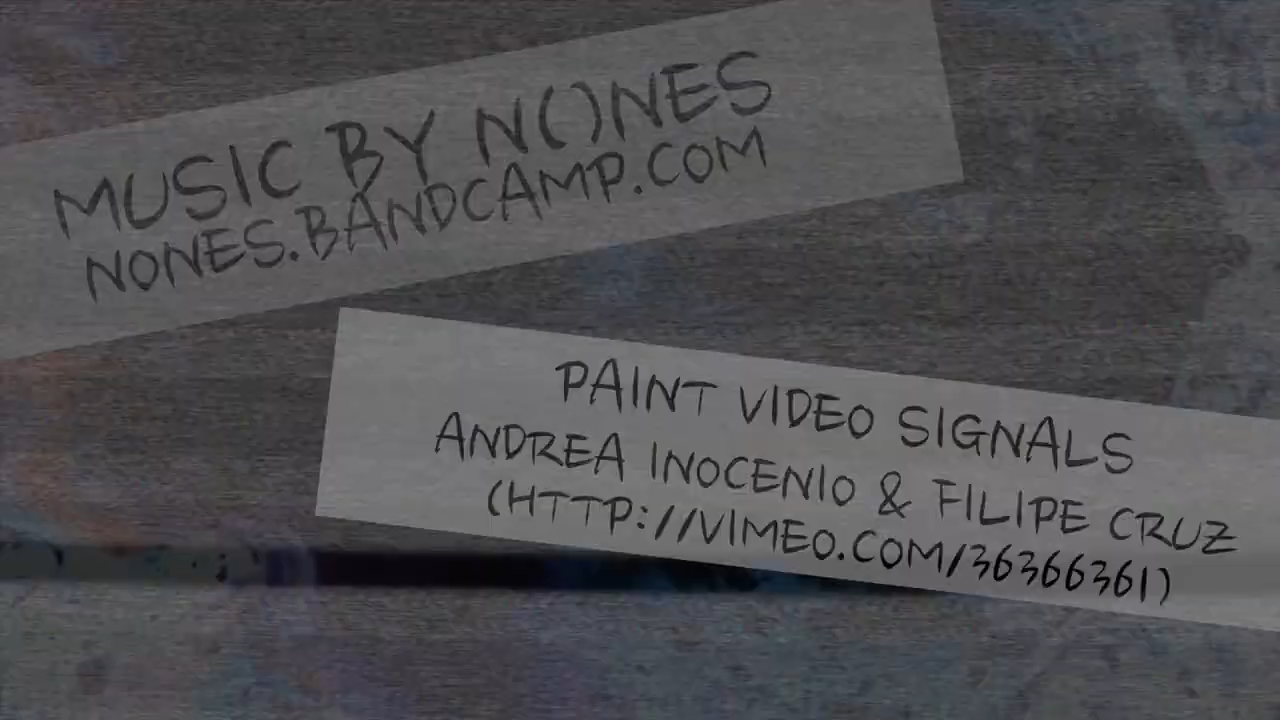 MUSIC BY N()NES
NONES.BANDCAMP.COM
PAINT VIDEO SIGNALS
ANDREA INOCENIO & FILIPE CRUZ
(HTTP://VIMEO.COM/36366361)